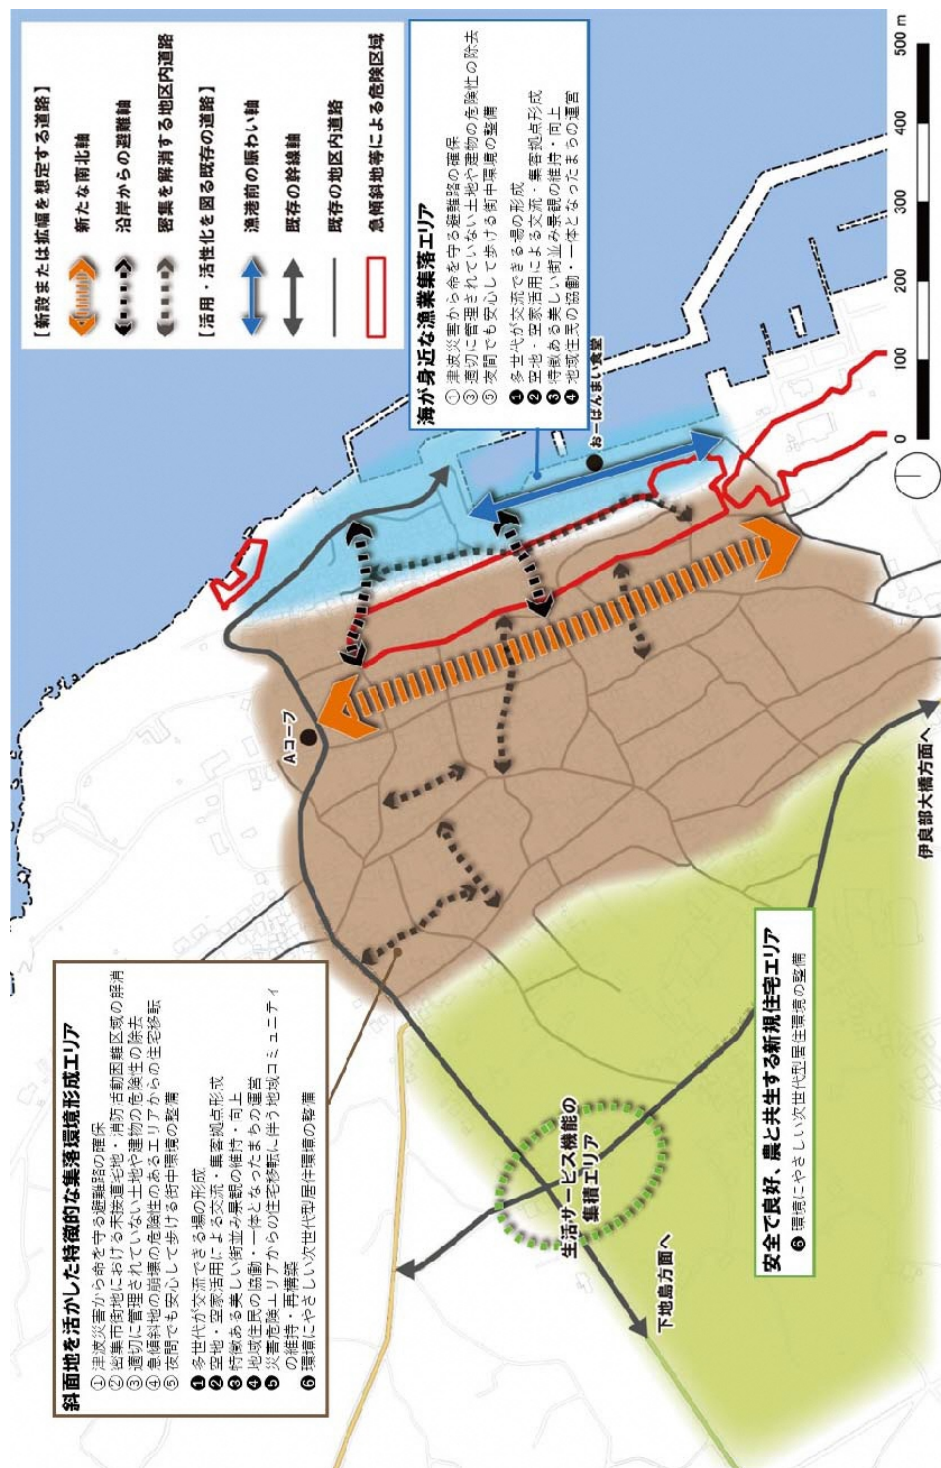 [新設または拡幅を想定する道路]
新たな南北軸
沿岸からの避難軸
密集を解消する地区内道路
[活用・活性化を図る既存の道路]
漁港前の賑わい軸
既存の幹線軸
既存の地区内道路
急傾斜地等による危険区域
海が身近な漁業集落エリア
① 津波災害から命を守る避難路の確保
③ 適切に管理されていない土地や建物の危険性の除去
⑤ 夜間でも安心して歩ける街中環境の整備
❶ 多世代が交流できる場の形成
❷ 空地・空家活用による交流・集客拠点形成
❸ 特徴ある美しい街並み景観の維持・向上
❹ 地域住民の協働・一体となったまちの運営
おーばんまい食堂
0 100 200 300 400 500 m
Aコープ
斜面地を活かした特徴的な集落環境形成エリア
① 津波災害から命を守る避難路の確保
② 密集市街地における未接道宅地・消防活動困難区域の解消
③ 適切に管理されていない土地や建物の危険性の除去
④ 急傾斜地の崩壊の危険性のあるエリアからの住宅移転
⑤ 夜間でも安心して歩ける街中環境の整備
❶ 多世代が交流できる場の形成
❷ 空地・空家活用による交流・集客拠点形成
❸ 特徴ある美しい街並み景観の維持・向上
❹ 地域住民の協働・一体となったまちの運営
❺ 災害危険エリアからの住宅移転に伴う地域コミュニティ
の維持・再構築
❻ 環境にやさしい次世代型居住環境の整備
生活サービス機能の
集積エリア
下地島方面へ
安全で良好、農と共生する新規住宅エリア
❻ 環境にやさしい次世代型居住環境の整備
伊良部大橋方面へ